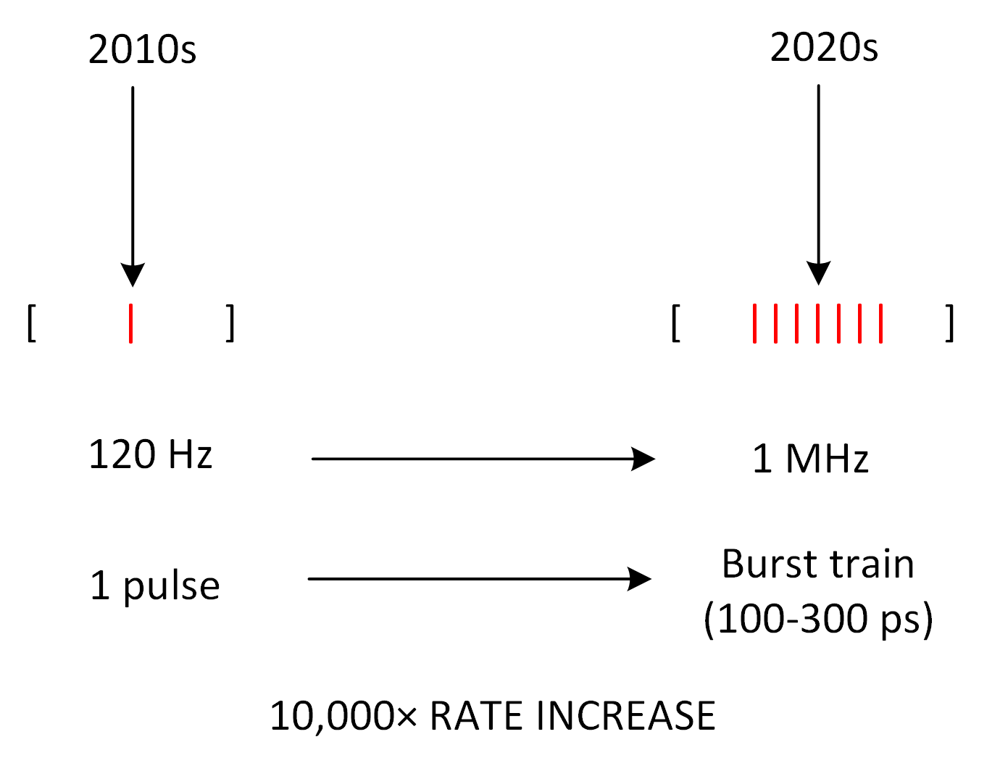 2010s
2020s
[ | ]
[ | | | | | | | ]
120 Hz
1 MHz
1 pulse
Burst train
(100-300 ps)
10,000× RATE INCREASE